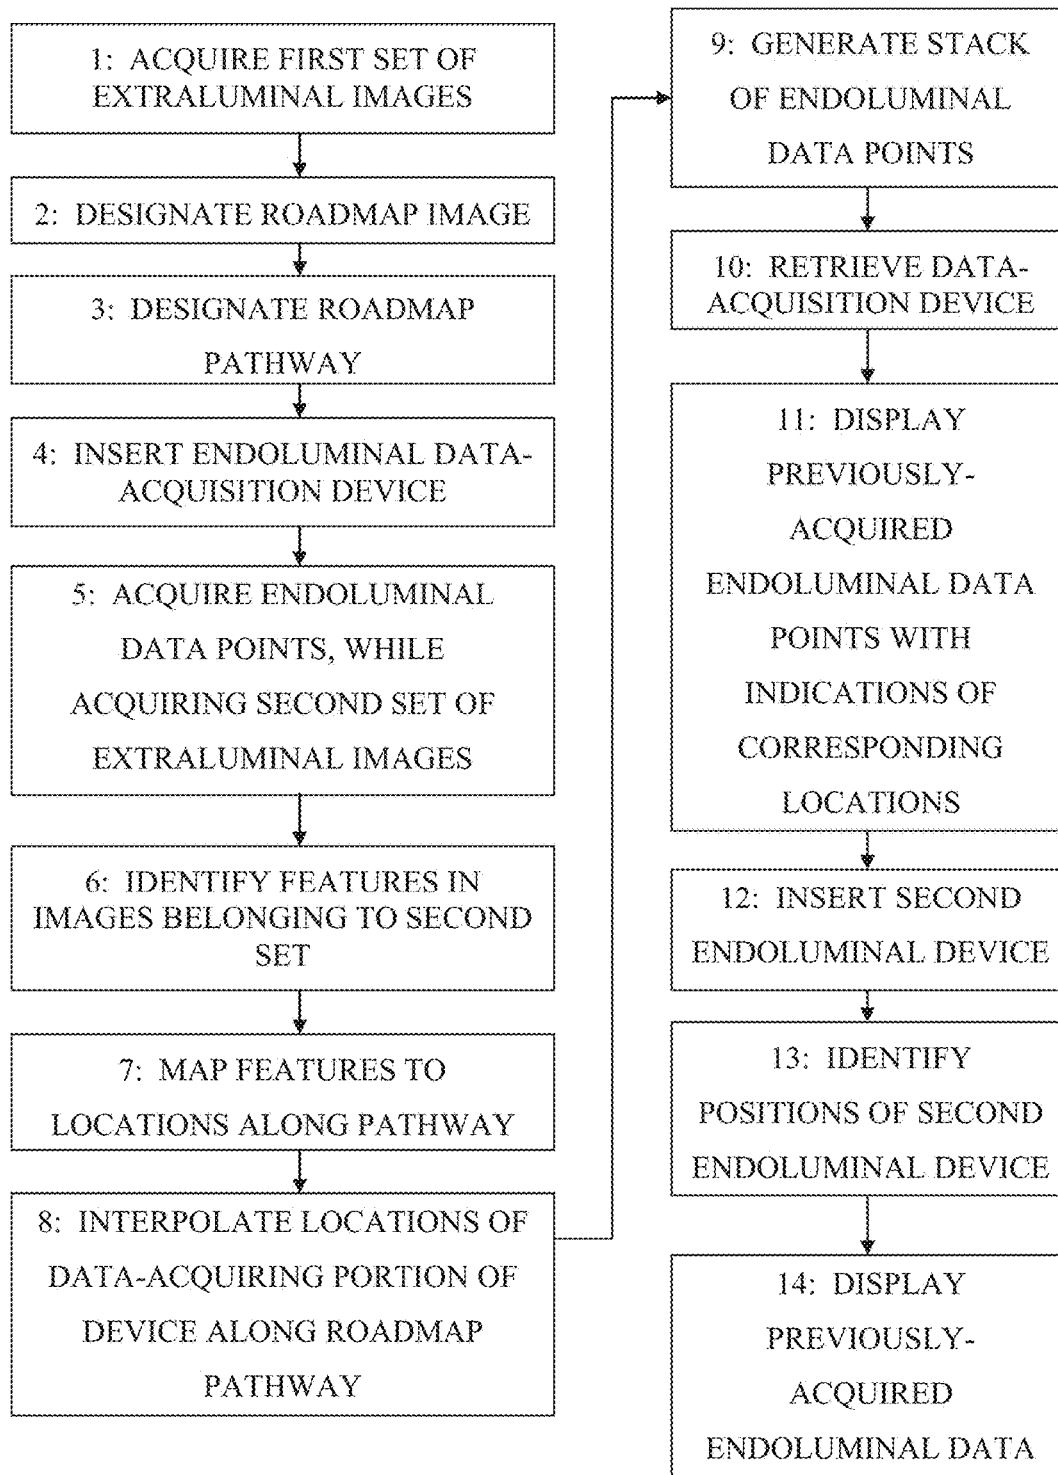 1: ACQUIRE FIRST SET OF
EXTRALUMINAL IMAGES
2: DESIGNATE ROADMAP IMAGE
3: DESIGNATE ROADMAP
PATHWAY
4: INSERT ENDOLUMINAL DATA-
ACQUISITION DEVICE
5: ACQUIRE ENDOLUMINAL
DATA POINTS, WHILE
ACQUIRING SECOND SET OF
EXTRALUMINAL IMAGES
6: IDENTIFY FEATURES IN
IMAGES BELONGING TO SECOND
SET
7: MAP FEATURES TO
LOCATIONS ALONG PATHWAY
8: INTERPOLATE LOCATIONS OF
DATA-ACQUIRING PORTION OF
DEVICE ALONG ROADMAP
PATHWAY
9: GENERATE STACK
OF ENDOLUMINAL
DATA POINTS
10: RETRIEVE DATA-
ACQUISITION DEVICE
11: DISPLAY
PREVIOUSLY-
ACQUIRED
ENDOLUMINAL DATA
POINTS WITH
INDICATIONS OF
CORRESPONDING
LOCATIONS
12: INSERT SECOND
ENDOLUMINAL DEVICE
13: IDENTIFY
POSITIONS OF SECOND
ENDOLUMINAL DEVICE
14: DISPLAY
PREVIOUSLY-
ACQUIRED
ENDOLUMINAL DATA